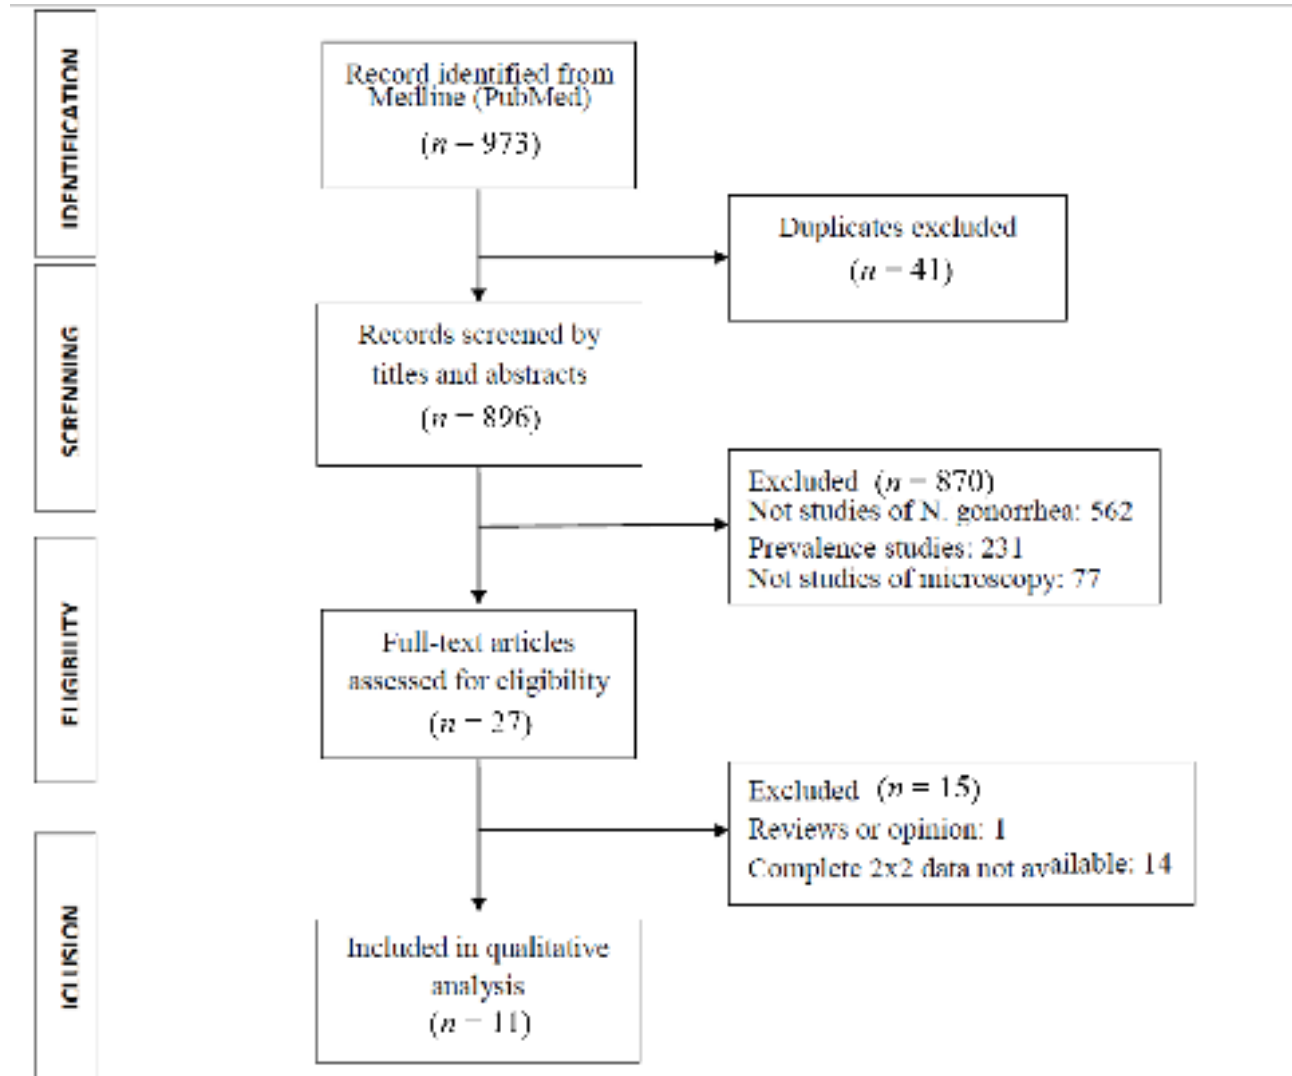 IDENTIFICATION
Record identified from
Medline (PubMed)
(n = 973)
Duplicates excluded
(n = 41)
SCRENNING
Records screened by
titles and abstracts
(n = 896)
Excluded (n = 870)
Not studies of N. gonorrhea: 562
Prevalence studies: 231
Not studies of microscopy: 77
ELIGIBILITY
Full-text articles
assessed for eligibility
(n = 27)
Excluded (n = 15)
Reviews or opinion: 1
Complete 2x2 data not available: 14
ICLUSION
Included in qualitative
analysis
(n = 11)